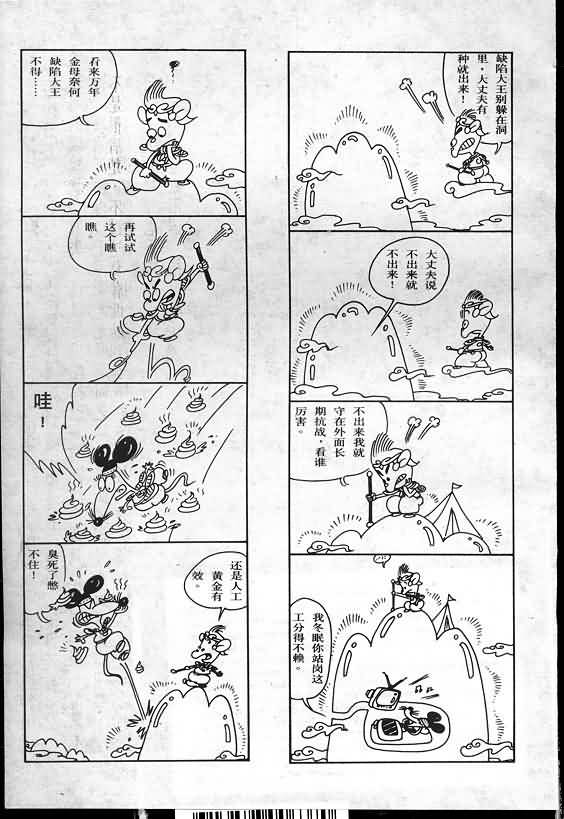 缺陷大王别躲在洞
里，大丈夫有
种就出来！
大丈夫说
不出来就
不出来！
不出来我就
守在外面长
期抗战，看谁
厉害。
我冬眠你站岗这
工分得不赖。
看来万年
金母奈何
缺陷大王
不得……
再试试
这个瞧
瞧。
哇！
还是人工
黄金有
效。
臭死了憋
不住！